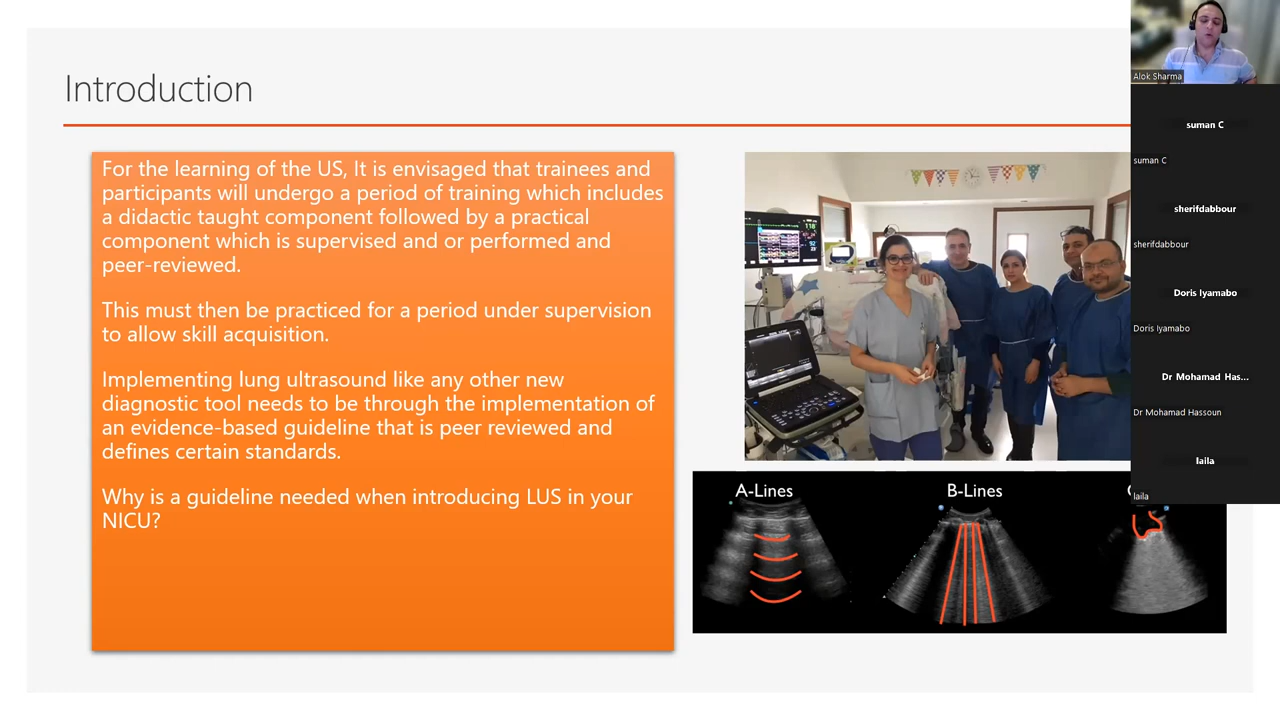 Introduction
For the learning of the US, It is envisaged that trainees and
participants will undergo a period of training which includes
a didactic taught component followed by a practical
component which is supervised and or performed and
peer-reviewed.
This must then be practiced for a period under supervision
to allow skill acquisition.
Implementing lung ultrasound like any other new
diagnostic tool needs to be through the implementation of
an evidence-based guideline that is peer reviewed and
defines certain standards.
Why is a guideline needed when introducing LUS in your
NICU?
A-Lines
B-Lines
Alok Sharma
suman C
suman C
sherifdabbour
sherifdabbour
Doris Iyamabo
Doris Iyamabo
Dr Mohamad Has...
Dr Mohamad Hassoun
laila
laila